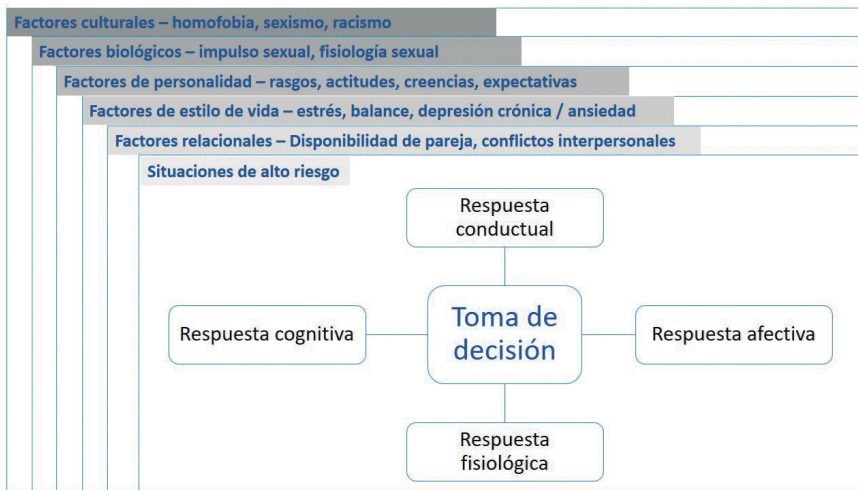 Factores culturales – homofobia, sexismo, racismo
Factores biológicos – impulso sexual, fisiología sexual
Factores de personalidad – rasgos, actitudes, creencias, expectativas
Factores de estilo de vida – estrés, balance, depresión crónica / ansiedad
Factores relacionales – Disponibilidad de pareja, conflictos interpersonales
Situaciones de alto riesgo
Respuesta
conductual
Respuesta cognitiva
Toma de
decisión
Respuesta afectiva
Respuesta
fisiológica